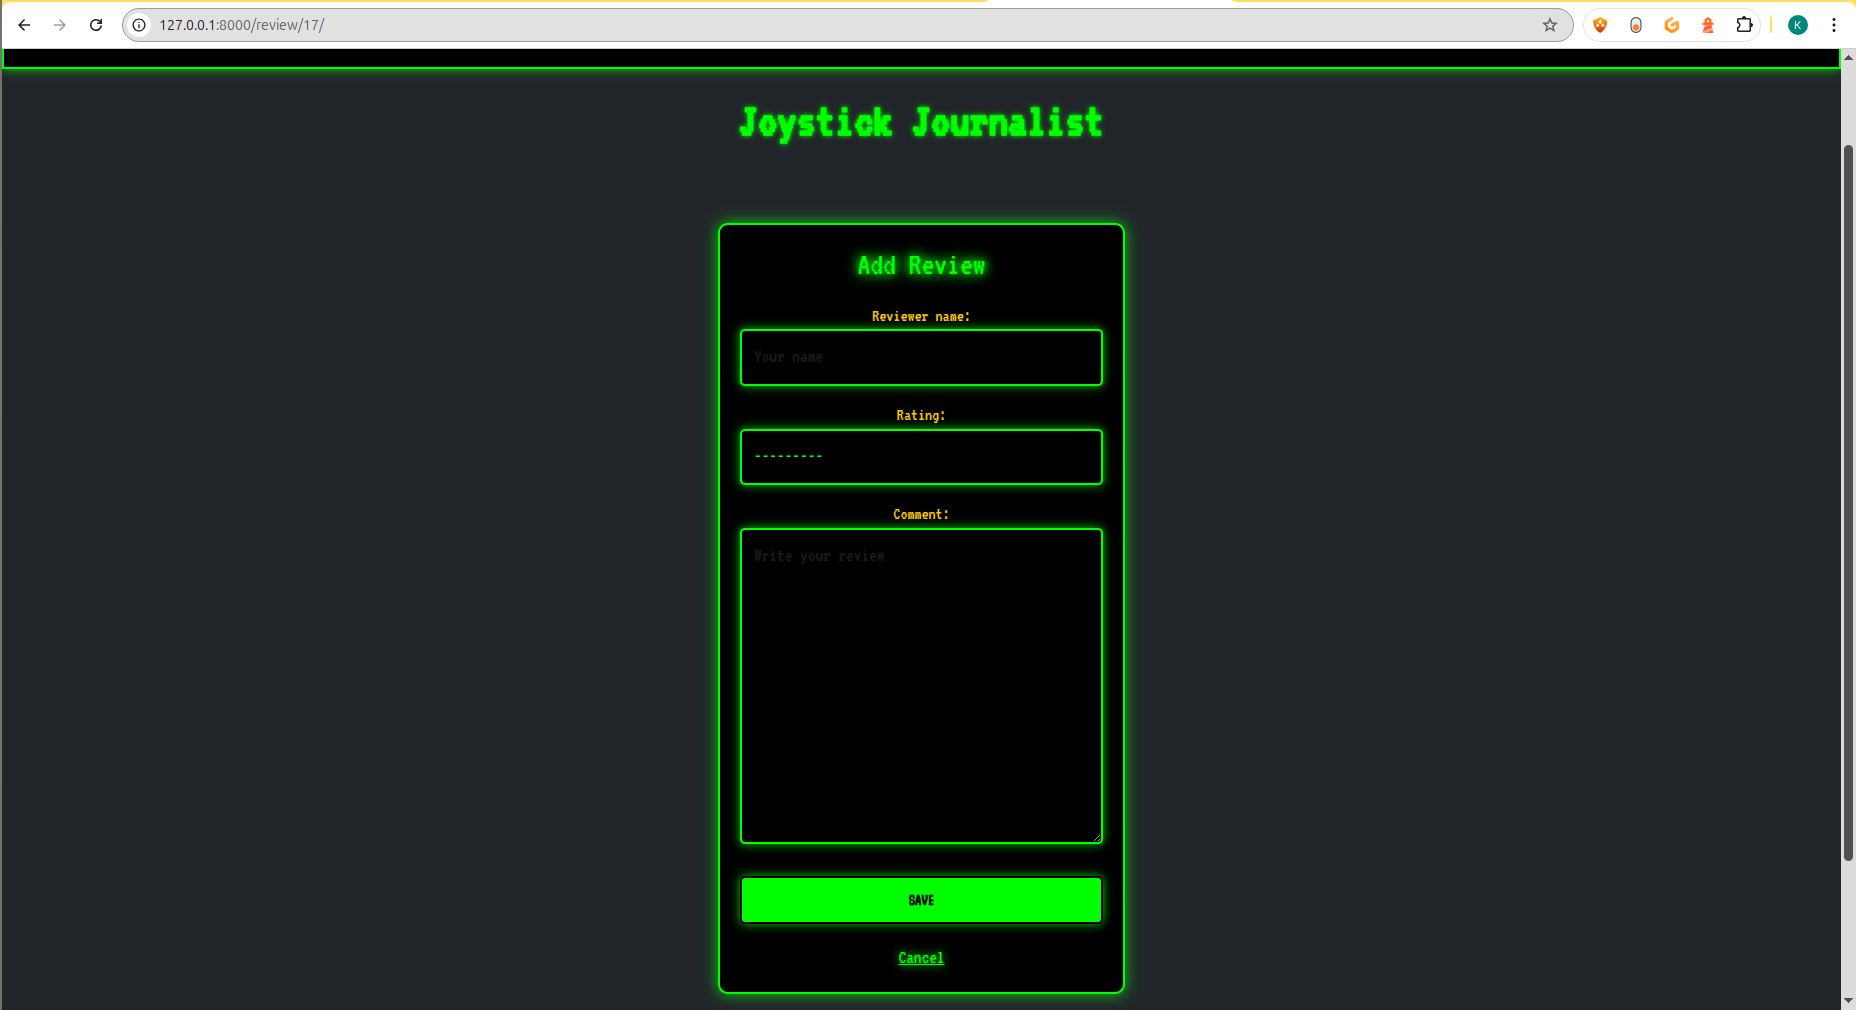 127.0.0.1:8000/review/17/
K
Joystick Journalist
Add Review
Reviewer name:
Your name
Rating:
---------
Comment:
Write your review
SAVE
Cancel